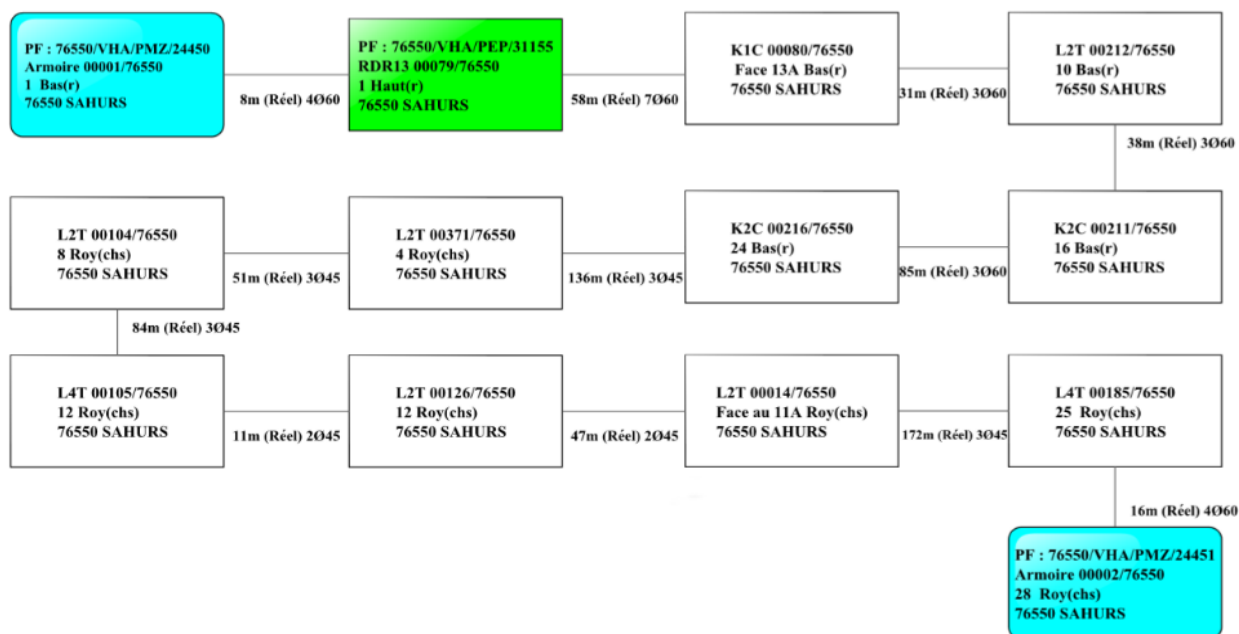 PF : 76550/VHA/PMZ/24450
Armoire 00001/76550
1 Bas(r)
76550 SAHURS
8m (Réel) 4Ø60
PF : 76550/VHA/PEP/31155
RDR13 00079/76550
1 Haut(r)
76550 SAHURS
58m (Réel) 7Ø60
K1C 00080/76550
Face 13A Bas(r)
76550 SAHURS
31m (Réel) 3Ø60
L2T 00212/76550
10 Bas(r)
76550 SAHURS
38m (Réel) 3Ø60
L2T 00104/76550
8 Roy(chs)
76550 SAHURS
51m (Réel) 3Ø45
L2T 00371/76550
4 Roy(chs)
76550 SAHURS
136m (Réel) 3Ø45
K2C 00216/76550
24 Bas(r)
76550 SAHURS
85m (Réel) 3Ø60
K2C 00211/76550
16 Bas(r)
76550 SAHURS
84m (Réel) 3Ø45
L4T 00105/76550
12 Roy(chs)
76550 SAHURS
11m (Réel) 2Ø45
L2T 00126/76550
12 Roy(chs)
76550 SAHURS
47m (Réel) 2Ø45
L2T 00014/76550
Face au 11A Roy(chs)
76550 SAHURS
172m (Réel) 3Ø45
L4T 00185/76550
25 Roy(chs)
76550 SAHURS
16m (Réel) 4Ø60
PF : 76550/VHA/PMZ/24451
Armoire 00002/76550
28 Roy(chs)
76550 SAHURS